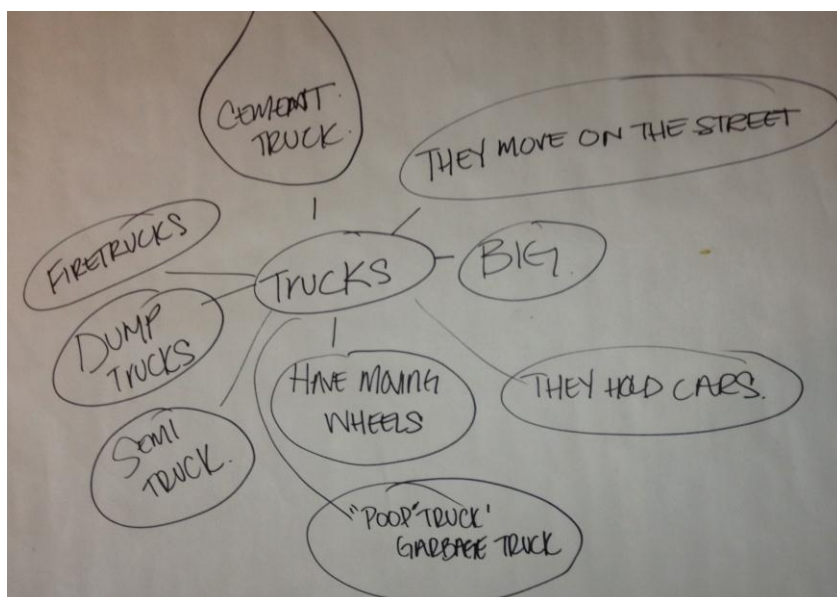 CEMEANT.
TRUCK.
THEY MOVE ON THE STREET
FIRETRUCKS
TRUCKS
BIG.
DUMP
TRUCKS
HAVE MOVING
WHEELS
THEY HOLD CARS.
SEMI
TRUCK.
"POOP" TRUCK'
GARBAGE TRUCK